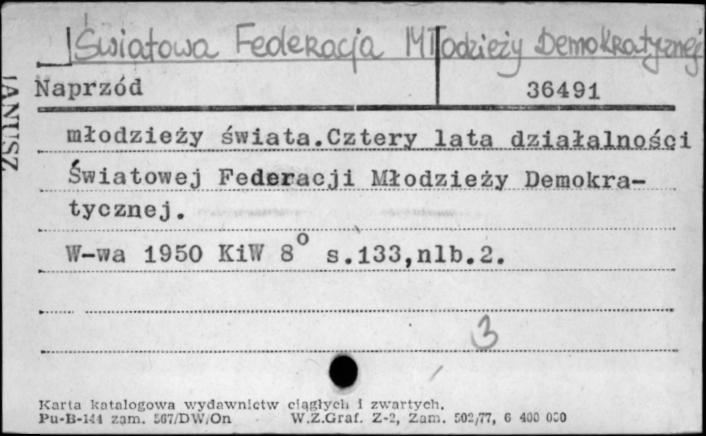 Światowa Federacja Młodzieży Demokratycznej
Naprzód 36491
młodzieży świata.Cztery lata działalności
Światowej Federacji Młodzieży Demokra-
tycznej.
W-wa 1950 KiW 8° s.133,nlb.2.
3
Karta katalogowa wydawnictw ciągłych i zwartych.
Pu-B-144 zam. 567/DW/On W.Z.Graf. Z-2, Zam. 502/77, 6 400 000
JANUSZ